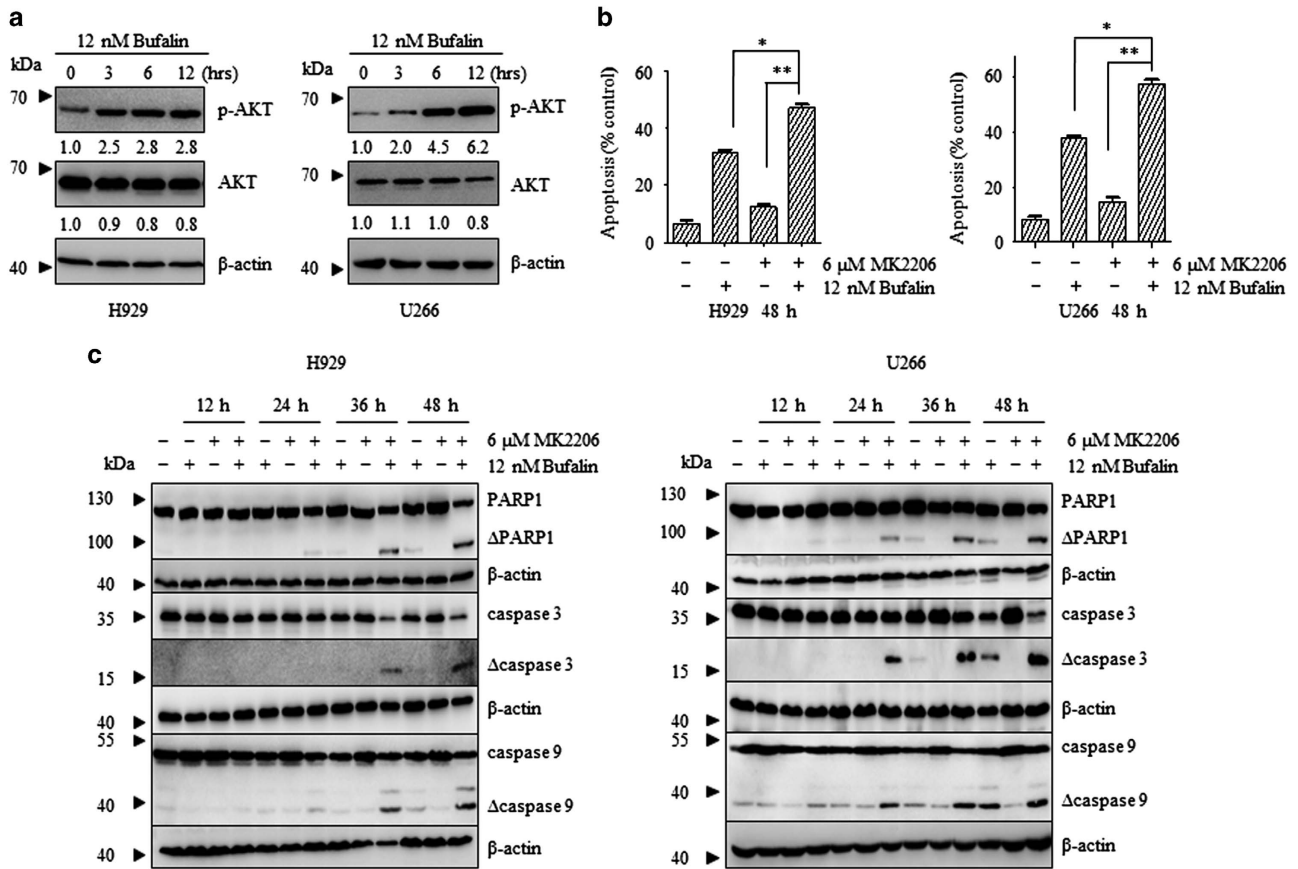 a
12 nM Bufalin
kDa 0 3 6 12 (hrs)
70 p-AKT
1.0 2.5 2.8 2.8
70 AKT
1.0 0.9 0.8 0.8
40 β-actin
H929
12 nM Bufalin
kDa 0 3 6 12 (hrs)
70 p-AKT
1.0 2.0 4.5 6.2
70 AKT
1.0 1.1 1.0 0.8
40 β-actin
U266
b
Apoptosis (% control)
60
40
20
0
*
**
– – + + 6 μM MK2206
– + – + 12 nM Bufalin
H929 48 h
Apoptosis (% control)
60
40
20
0
*
**
– – + + 6 μM MK2206
– + – + 12 nM Bufalin
U266 48 h
c
H929
12 h 24 h 36 h 48 h
– – + + – + + – + + – + + 6 μM MK2206
– + – + + – + + – + + – + 12 nM Bufalin
kDa
130 PARP1
100 ΔPARP1
40 β-actin
35 caspase 3
15 Δcaspase 3
40 β-actin
55 caspase 9
40 Δcaspase 9
40 β-actin
U266
12 h 24 h 36 h 48 h
– – + + – + + – + + – + + 6 μM MK2206
– + – + + – + + – + + – + 12 nM Bufalin
kDa
130 PARP1
100 ΔPARP1
40 β-actin
35 caspase 3
15 Δcaspase 3
40 β-actin
55 caspase 9
40 Δcaspase 9
40 β-actin